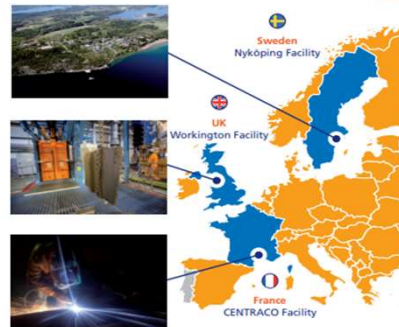 Sweden
Nyköping Facility
UK
Workington Facility
France
CENTRACO Facility